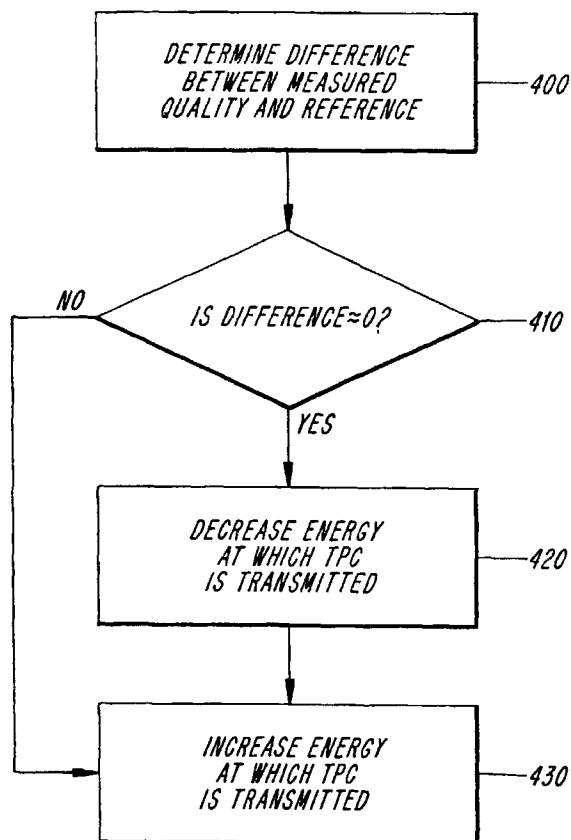 DETERMINE DIFFERENCE
BETWEEN MEASURED
QUALITY AND REFERENCE
400
NO
IS DIFFERENCE≈0?
410
YES
DECREASE ENERGY
AT WHICH TPC
IS TRANSMITTED
420
INCREASE ENERGY
AT WHICH TPC
IS TRANSMITTED
430